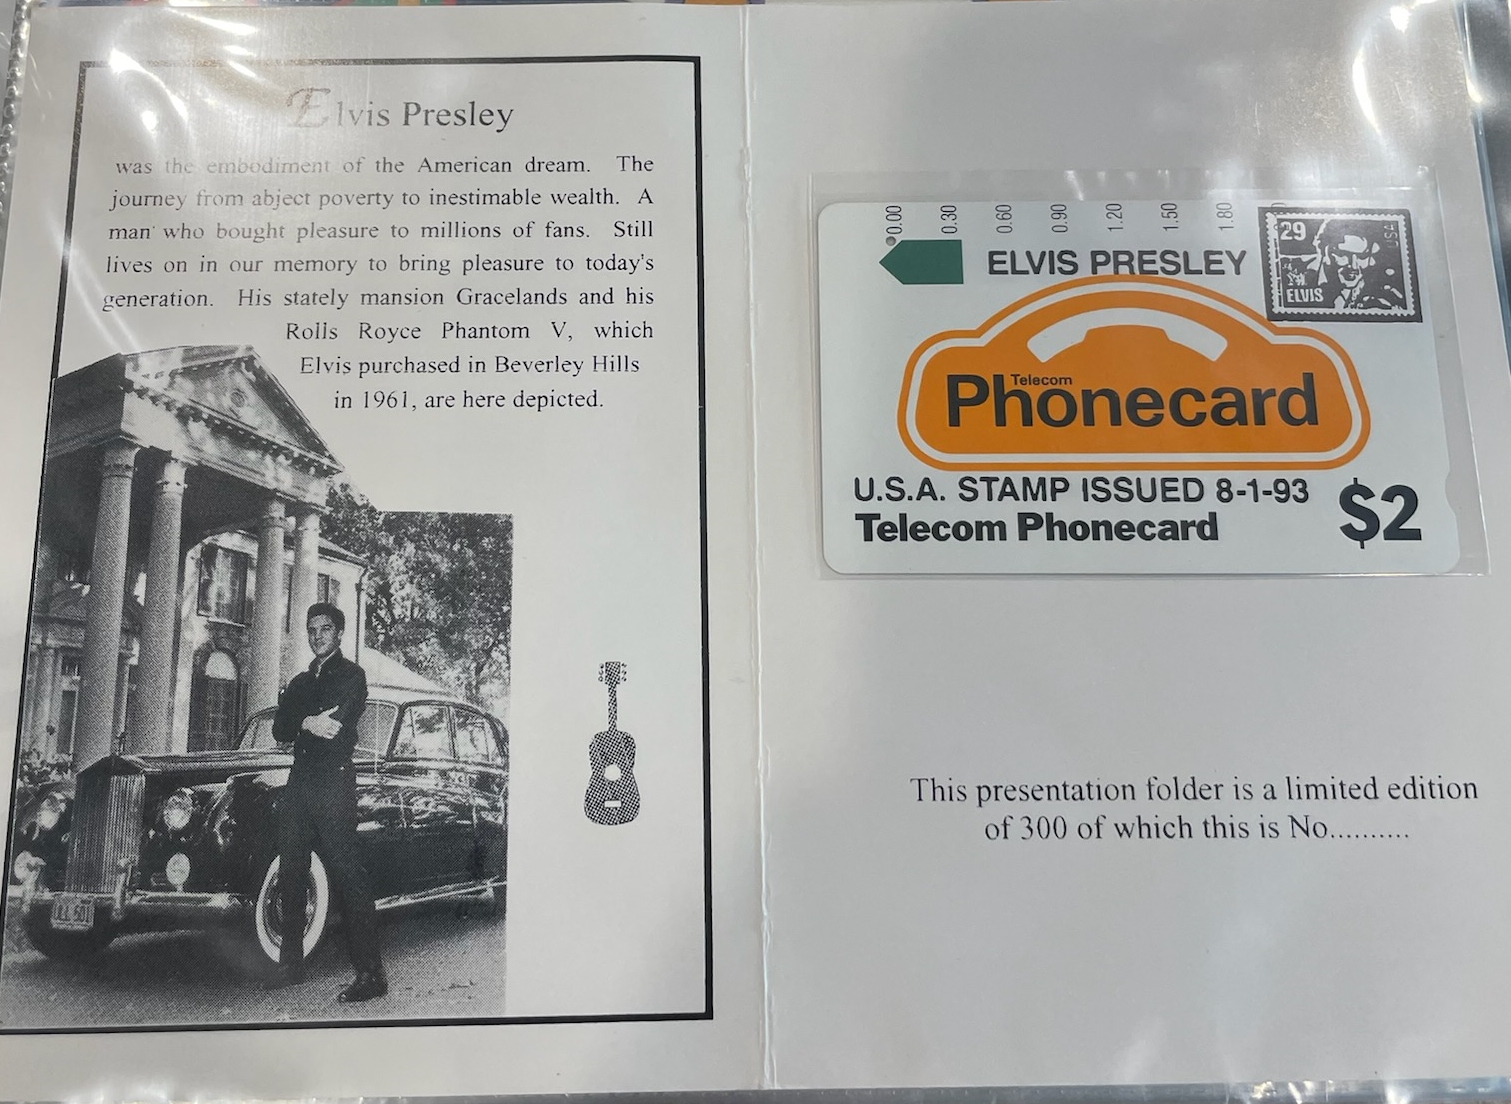 Elvis Presley
was the embodiment of the American dream. The
journey from abject poverty to inestimable wealth. A
man who bought pleasure to millions of fans. Still
lives on in our memory to bring pleasure to today's
generation. His stately mansion Gracelands and his
Rolls Royce Phantom V, which
Elvis purchased in Beverley Hills
in 1961, are here depicted.
0.00 0.30 0.60 0.90 1.20 1.50 1.80
ELVIS PRESLEY
29
USA
ELVIS
Telecom
Phonecard
U.S.A. STAMP ISSUED 8-1-93
Telecom Phonecard
$2
This presentation folder is a limited edition
of 300 of which this is No..........